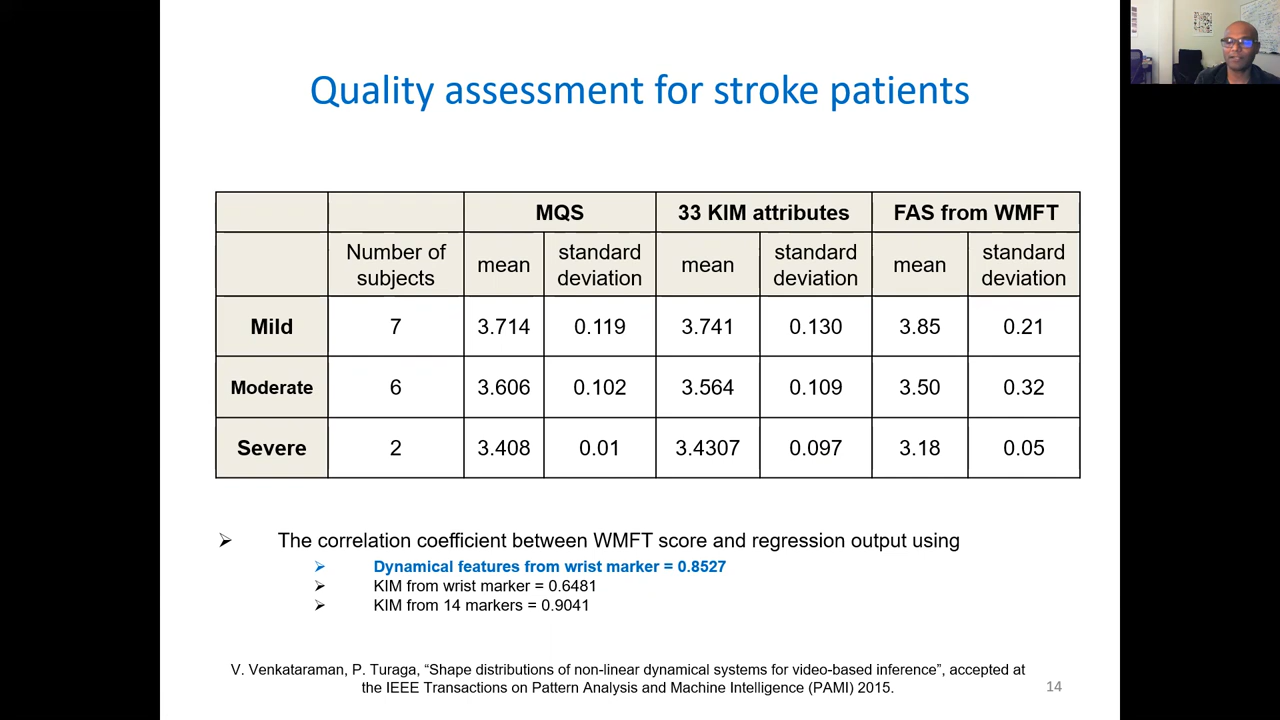 Quality assessment for stroke patients
MQS 33 KIM attributes FAS from WMFT
Number of subjects mean standard deviation mean standard deviation mean standard deviation
Mild 7 3.714 0.119 3.741 0.130 3.85 0.21
Moderate 6 3.606 0.102 3.564 0.109 3.50 0.32
Severe 2 3.408 0.01 3.4307 0.097 3.18 0.05
➢ The correlation coefficient between WMFT score and regression output using
➢ Dynamical features from wrist marker = 0.8527
➢ KIM from wrist marker = 0.6481
➢ KIM from 14 markers = 0.9041
V. Venkataraman, P. Turaga, “Shape distributions of non-linear dynamical systems for video-based inference”, accepted at
the IEEE Transactions on Pattern Analysis and Machine Intelligence (PAMI) 2015.
14